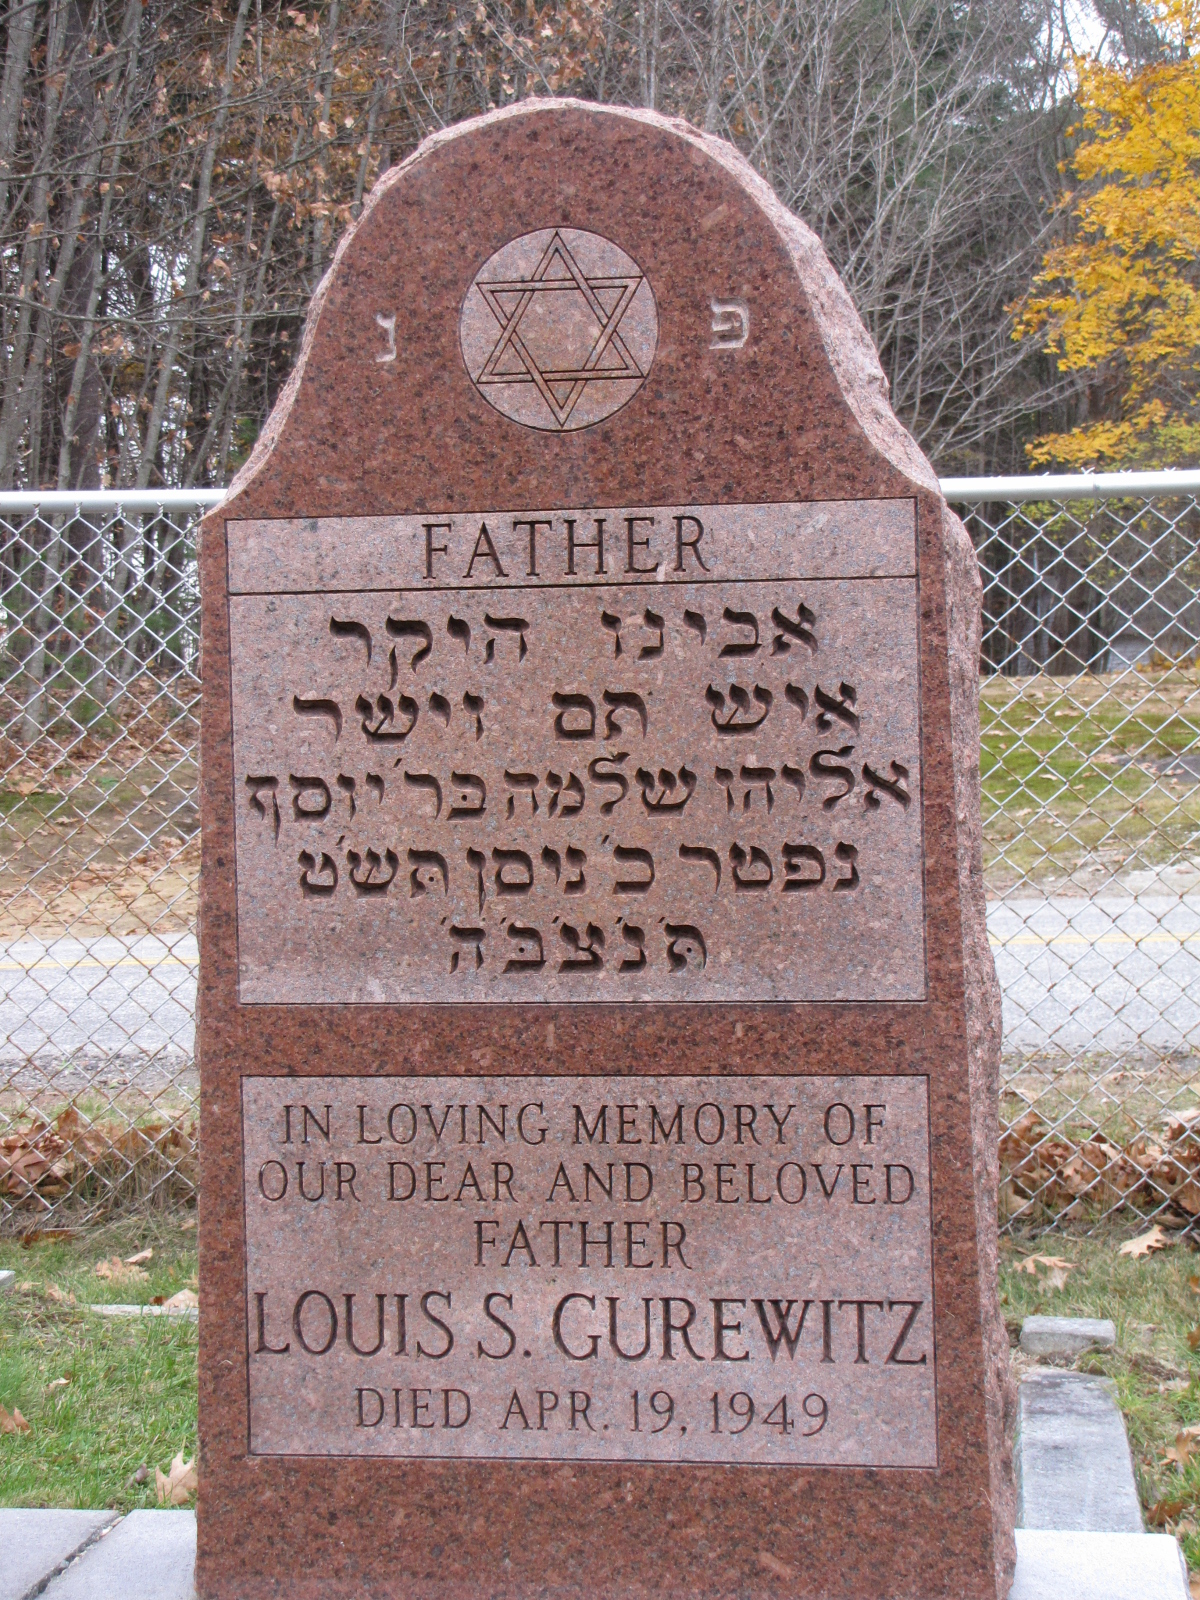 פ נ
FATHER
אבינו היקר
איש תם וישר
אליהו שלמה בר׳ יוסף
נפטר כ׳ ניסן תש׳ט
ת׳נ׳צ׳ב׳ה׳
IN LOVING MEMORY OF
OUR DEAR AND BELOVED
FATHER
LOUIS S. GUREWITZ
DIED APR. 19, 1949